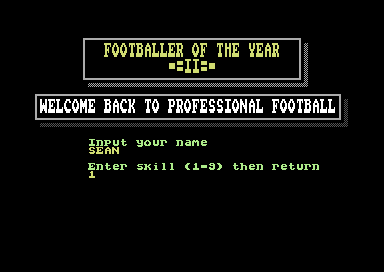 FOOTBALLER OF THE YEAR
▪=II=▪
WELCOME BACK TO PROFESSIONAL FOOTBALL
Input your name
SEAN
Enter skill (1-9) then return
1